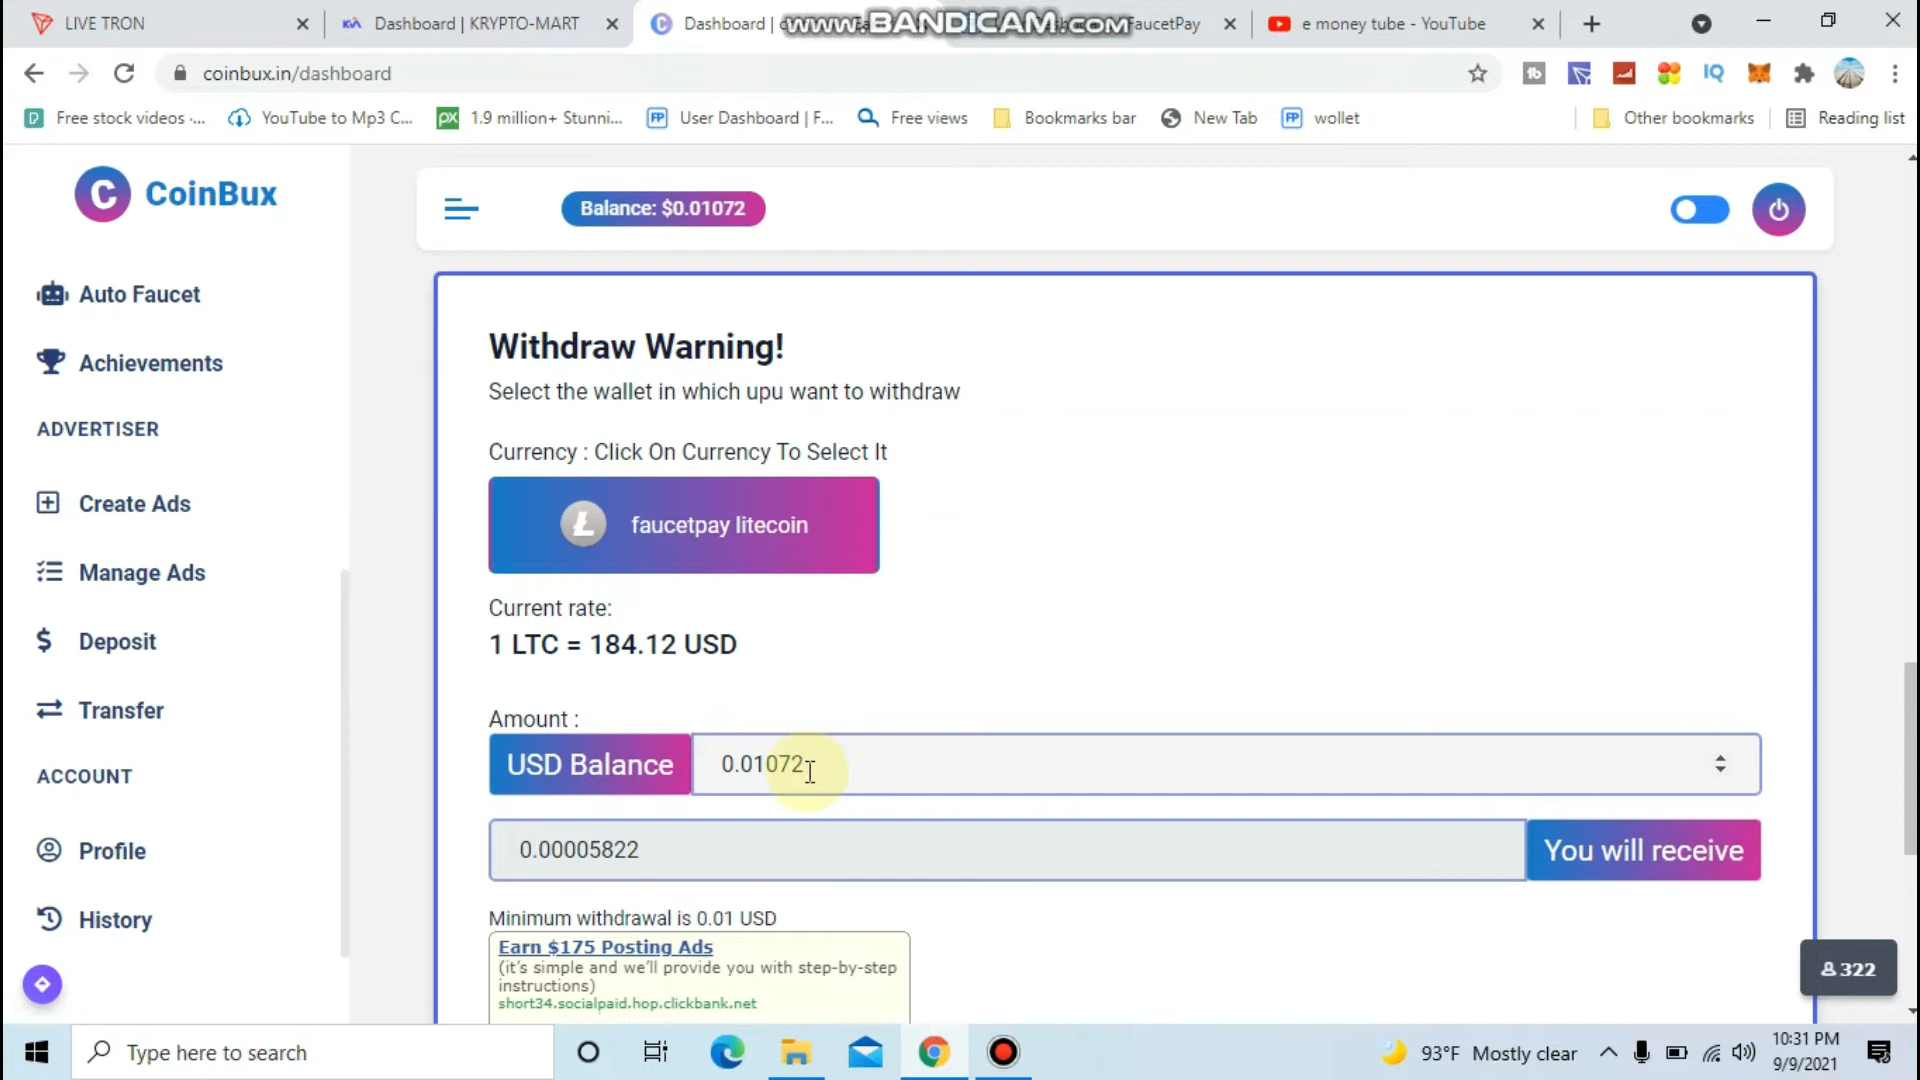 LIVE TRON
Dashboard | KRYPTO-MART
Dashboard |
www.BANDICAM.com
FaucetPay
e money tube - YouTube
coinbux.in/dashboard
Free stock videos -...
YouTube to Mp3 C...
1.9 million+ Stunni...
User Dashboard | F...
Free views
Bookmarks bar
New Tab
wollet
Other bookmarks
Reading list
C CoinBux
Balance: $0.01072
Auto Faucet
Achievements
ADVERTISER
Create Ads
Manage Ads
Deposit
Transfer
ACCOUNT
Profile
History
Withdraw Warning!
Select the wallet in which upu want to withdraw
Currency : Click On Currency To Select It
faucetpay litecoin
Current rate:
1 LTC = 184.12 USD
Amount :
USD Balance 0.01072
0.00005822 You will receive
Minimum withdrawal is 0.01 USD
Earn $175 Posting Ads
(it's simple and we'll provide you with step-by-step
instructions)
short34.socialpaid.hop.clickbank.net
322
Type here to search
93°F Mostly clear
10:31 PM
9/9/2021